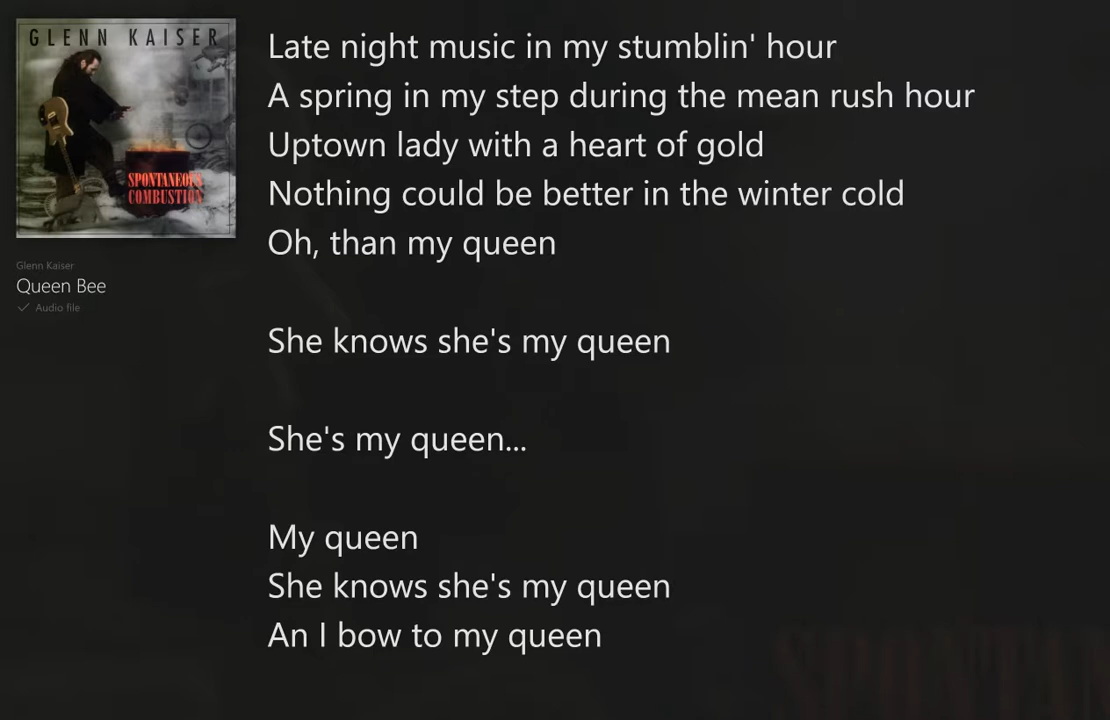 GLENN KAISER
SPONTANEOUS
COMBUSTION
Glenn Kaiser
Queen Bee
Audio file
Late night music in my stumblin' hour
A spring in my step during the mean rush hour
Uptown lady with a heart of gold
Nothing could be better in the winter cold
Oh, than my queen
She knows she's my queen
She's my queen...
My queen
She knows she's my queen
An I bow to my queen
SPONTAN